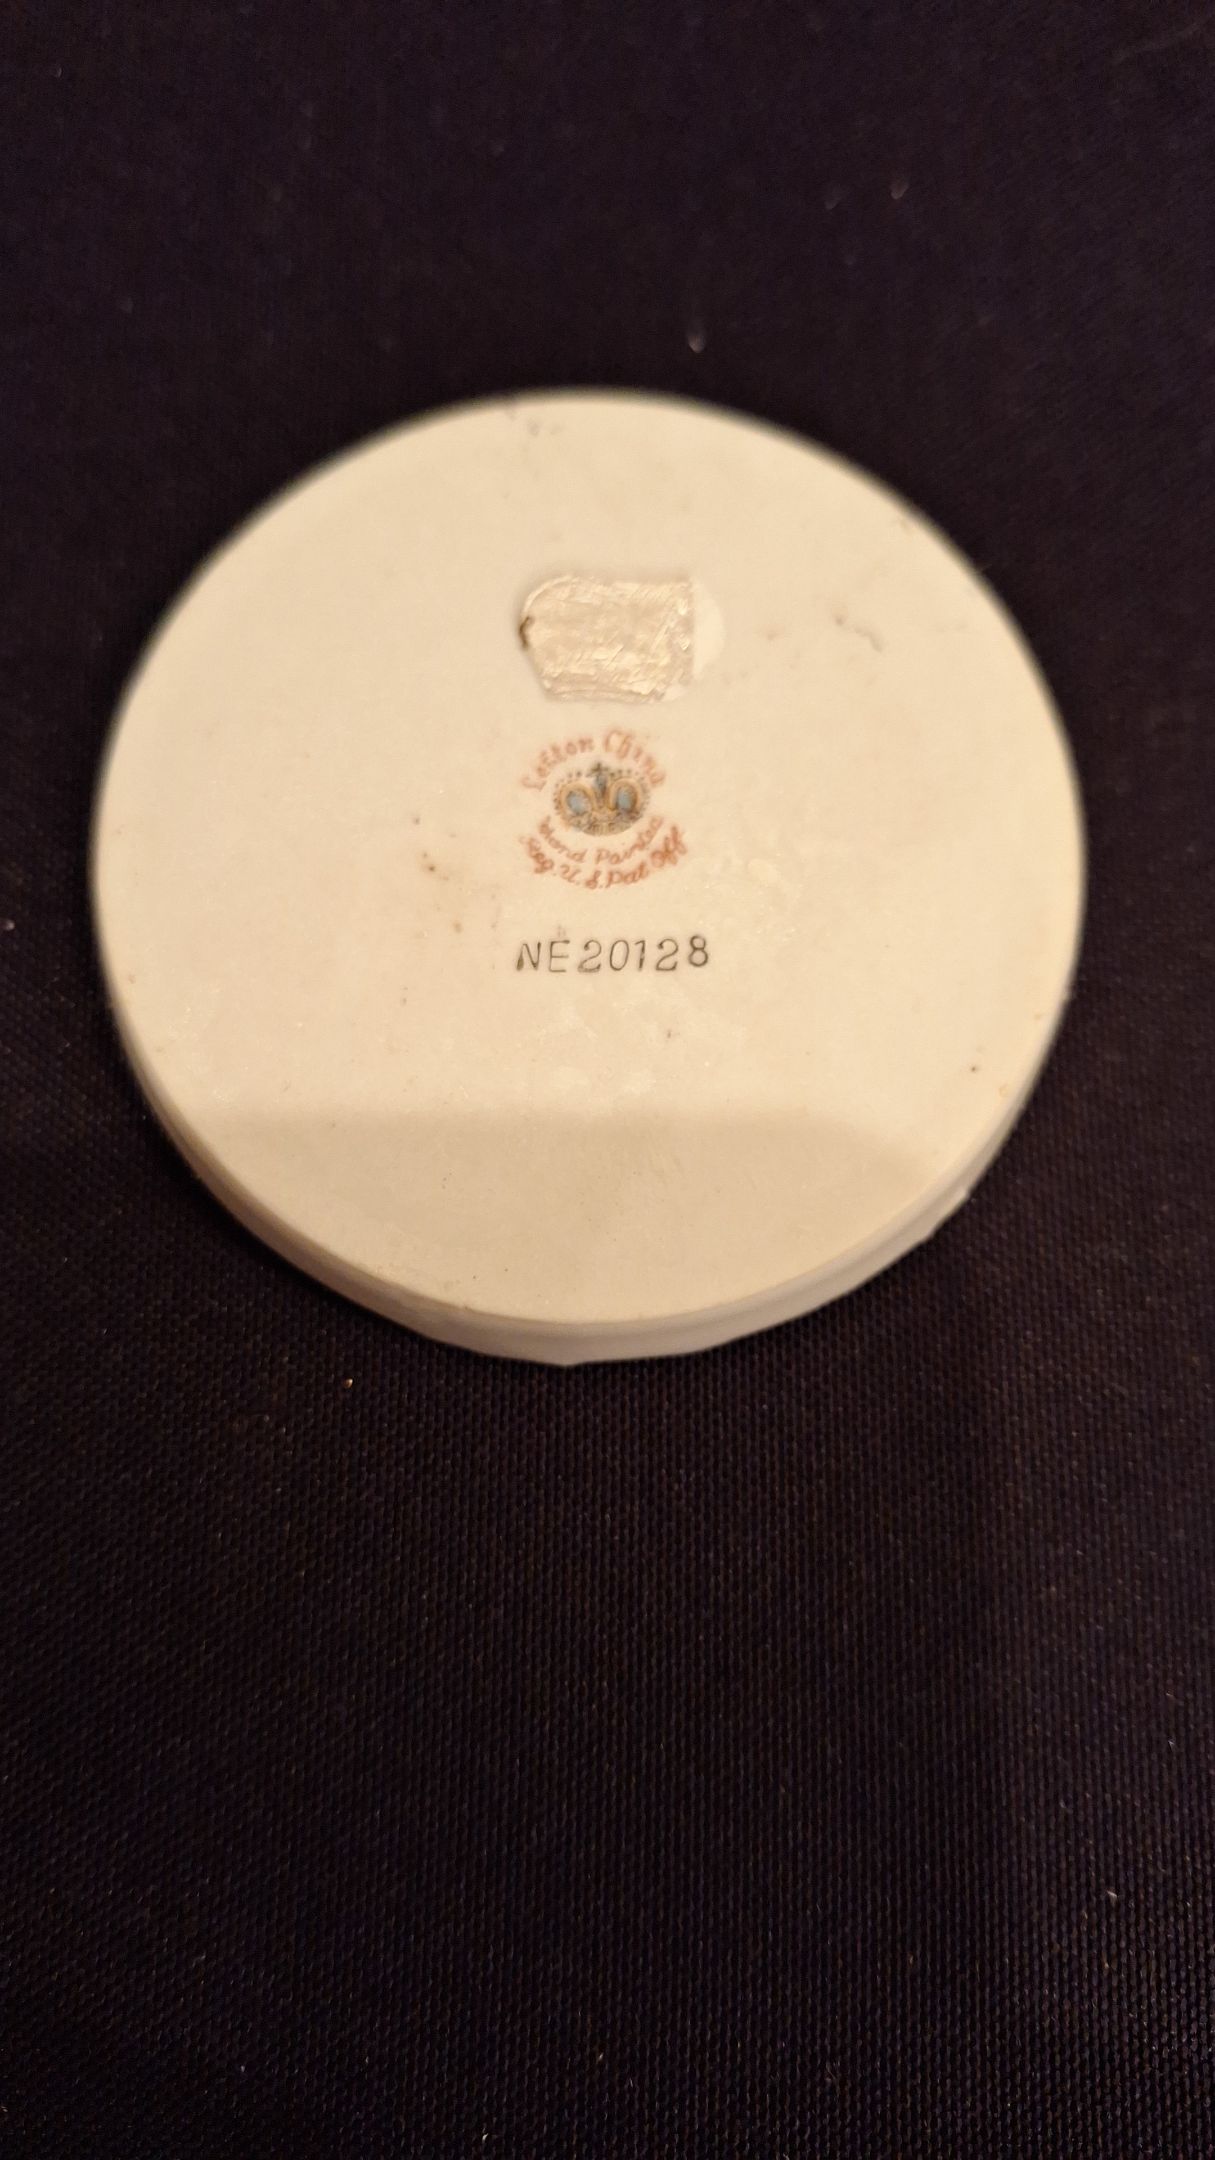 Lefton China
Hand Painted
Reg. U.S. Pat. Off
NE20128